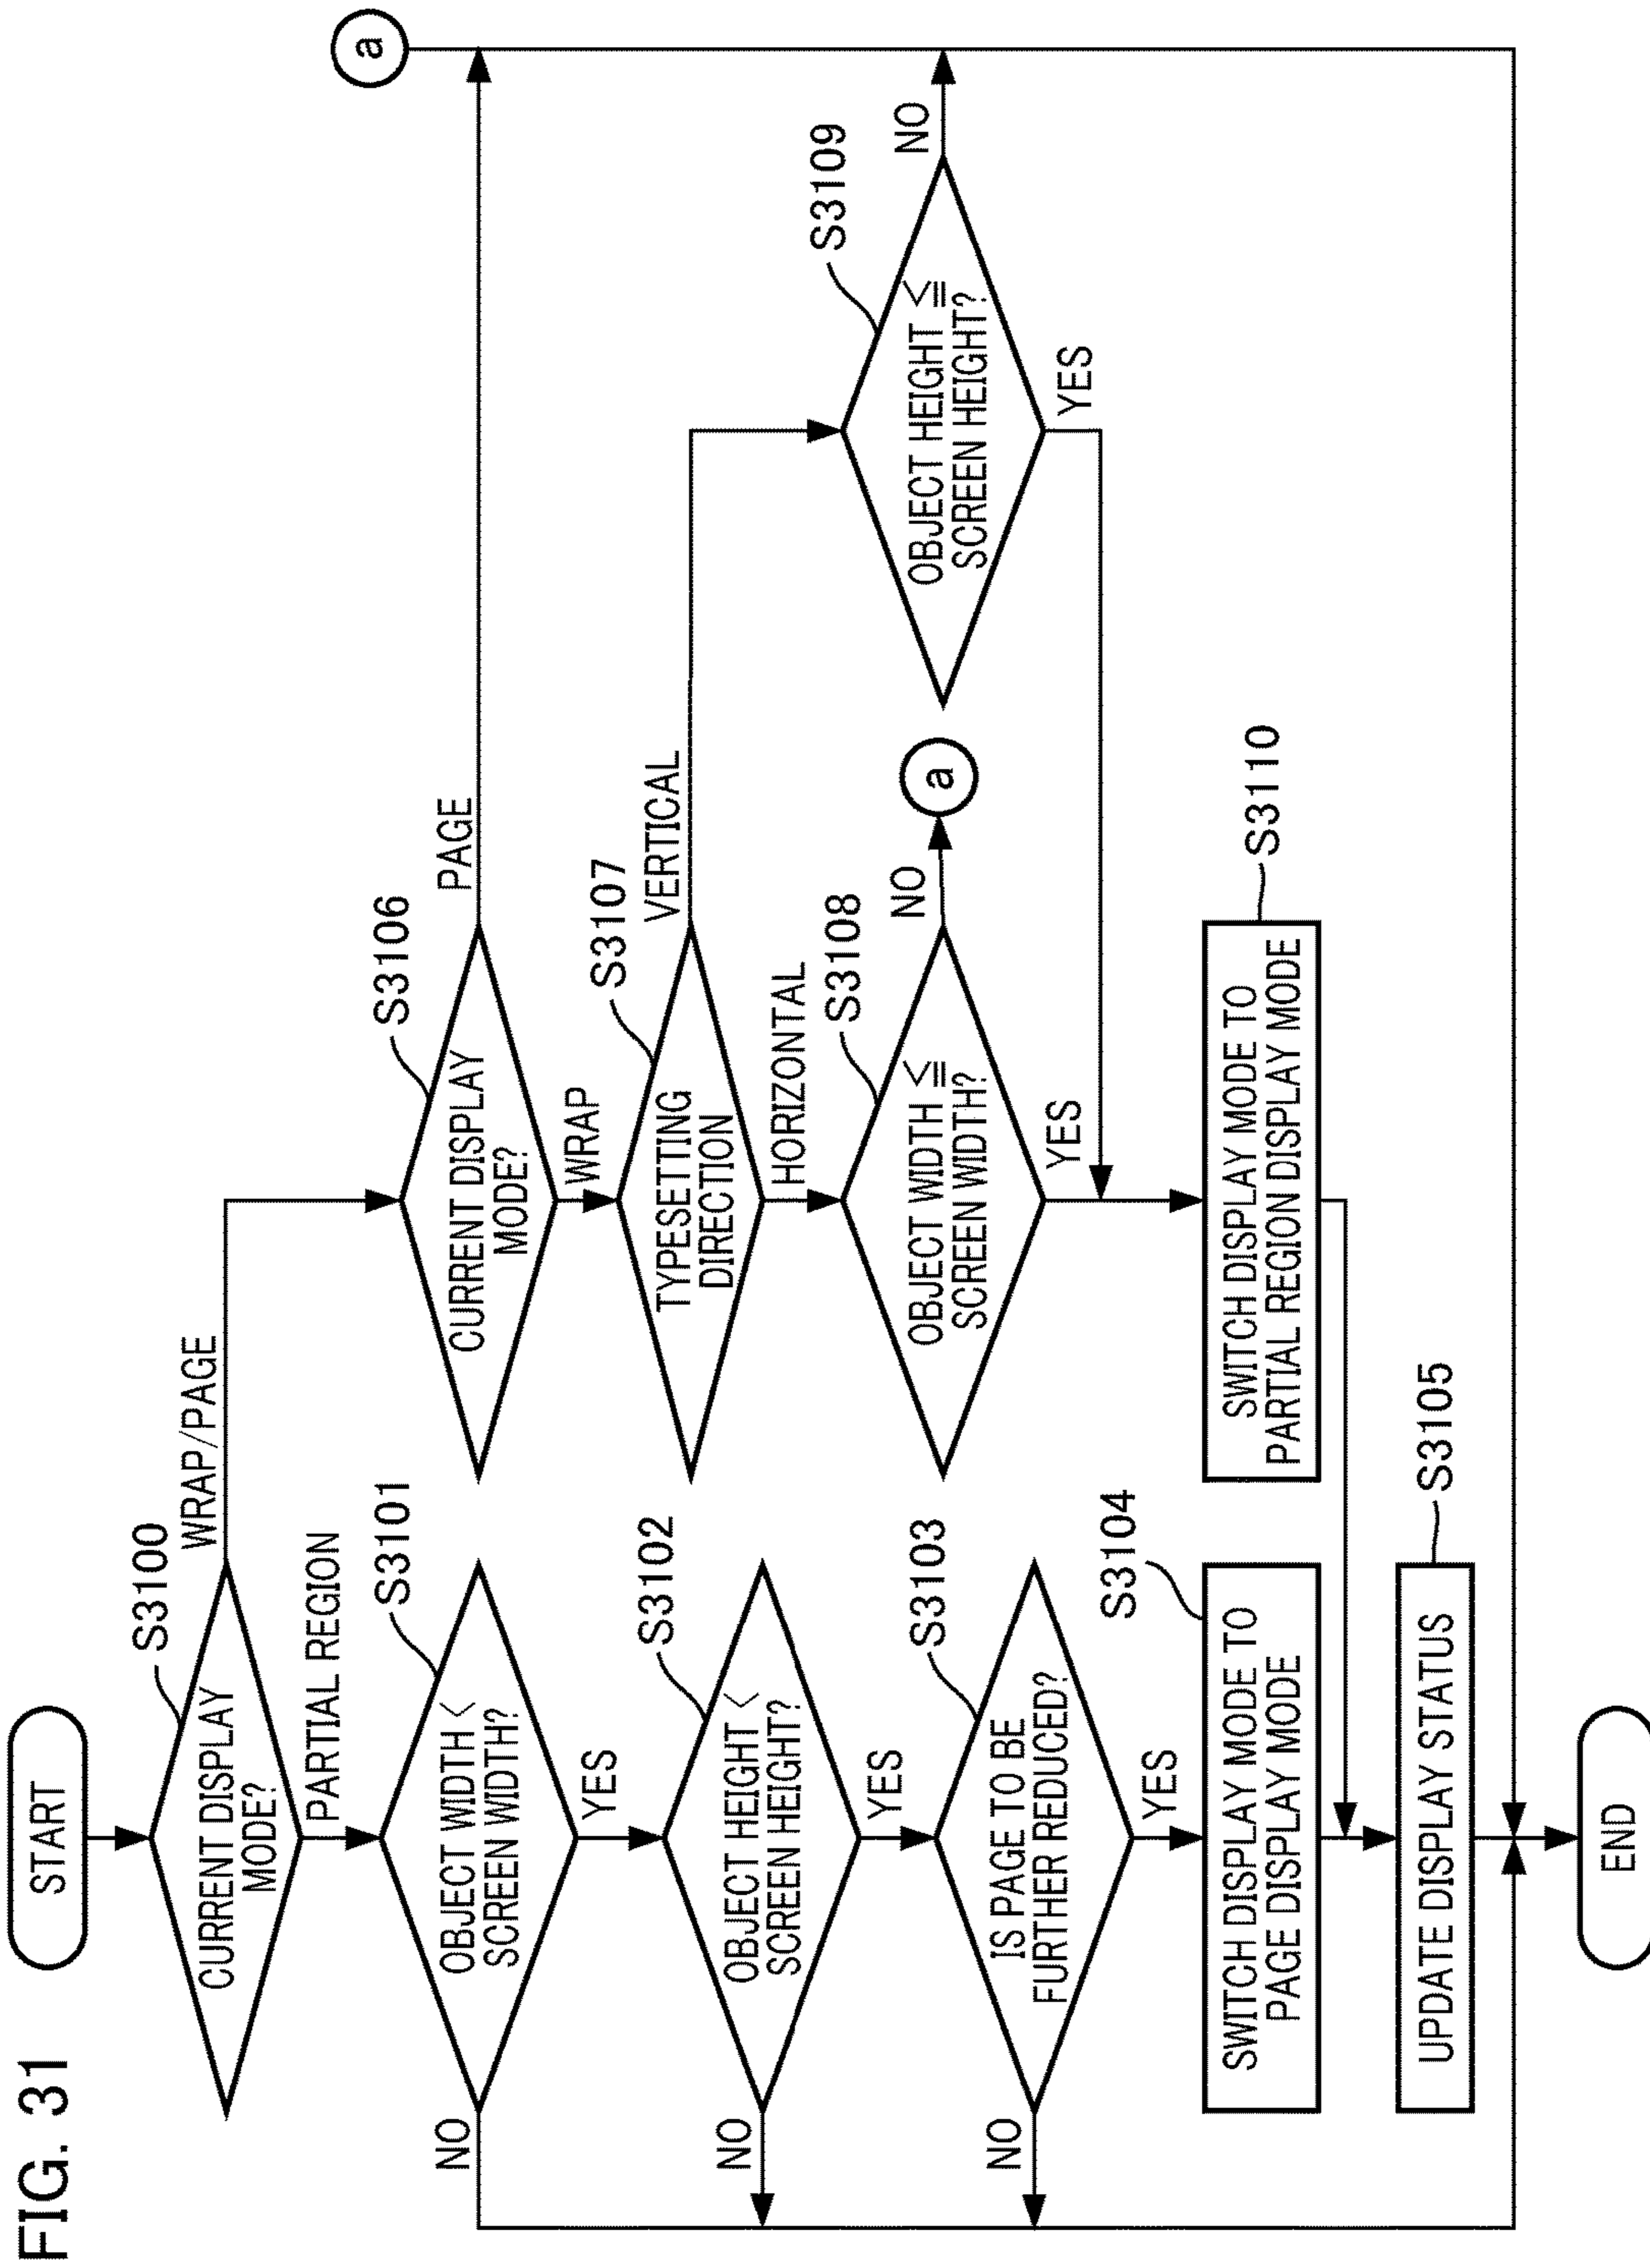 FIG. 31
START
CURRENT DISPLAY
MODE?
S3100
WRAP/PAGE
PARTIAL REGION
OBJECT WIDTH <
SCREEN WIDTH?
S3101
NO
YES
OBJECT HEIGHT <
SCREEN HEIGHT?
S3102
NO
YES
IS PAGE TO BE
FURTHER REDUCED?
S3103
NO
YES
SWITCH DISPLAY MODE TO
PAGE DISPLAY MODE
S3104
UPDATE DISPLAY STATUS
S3105
END
CURRENT DISPLAY
MODE?
S3106
PAGE
WRAP
TYPESETTING
DIRECTION
S3107
VERTICAL
HORIZONTAL
OBJECT WIDTH ≦
SCREEN WIDTH?
S3108
NO
a
YES
SWITCH DISPLAY MODE TO
PARTIAL REGION DISPLAY MODE
S3110
OBJECT HEIGHT ≦
SCREEN HEIGHT?
S3109
NO
YES
a